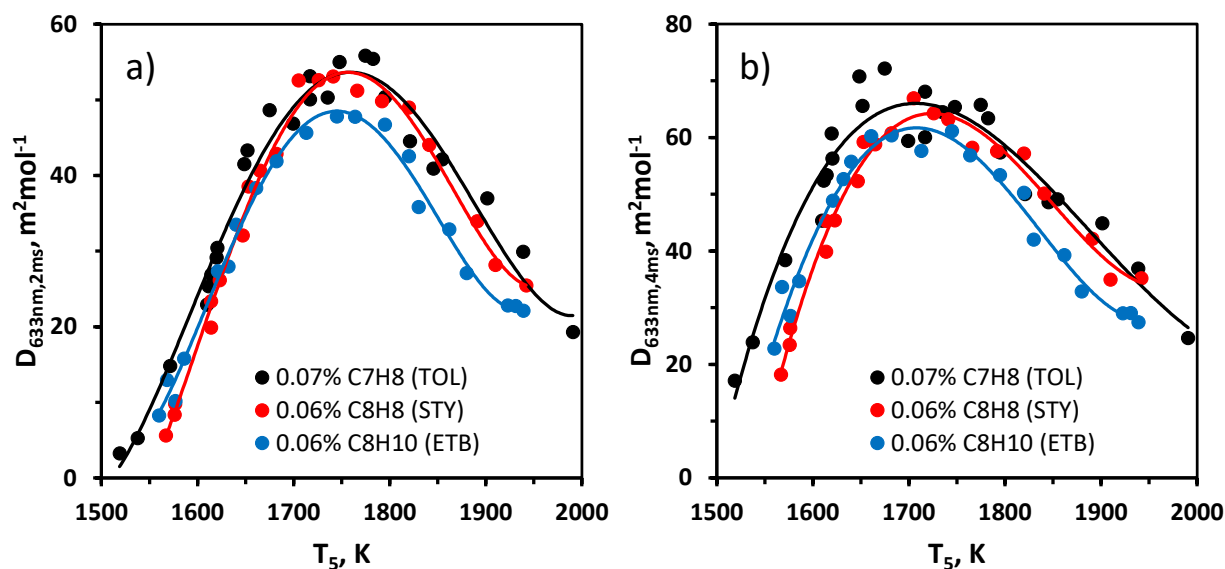 a)
60
40
20
0
D633nm,2ms, m²mol⁻¹
0.07% C7H8 (TOL)
0.06% C8H8 (STY)
0.06% C8H10 (ETB)
1500 1600 1700 1800 1900 2000
T₅, K
b)
80
60
40
20
0
D633nm,4ms, m²mol⁻¹
0.07% C7H8 (TOL)
0.06% C8H8 (STY)
0.06% C8H10 (ETB)
1500 1600 1700 1800 1900 2000
T₅, K